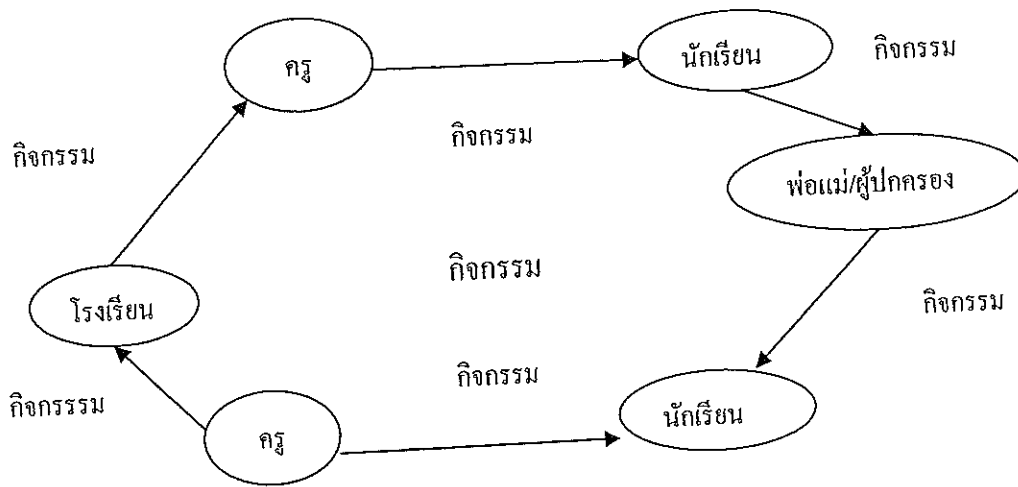 ครู
นักเรียน
กิจกรรม
กิจกรรม
กิจกรรม
พ่อแม่/ผู้ปกครอง
กิจกรรม
โรงเรียน
กิจกรรม
กิจกรรม
กิจกรรรม
นักเรียน
ครู